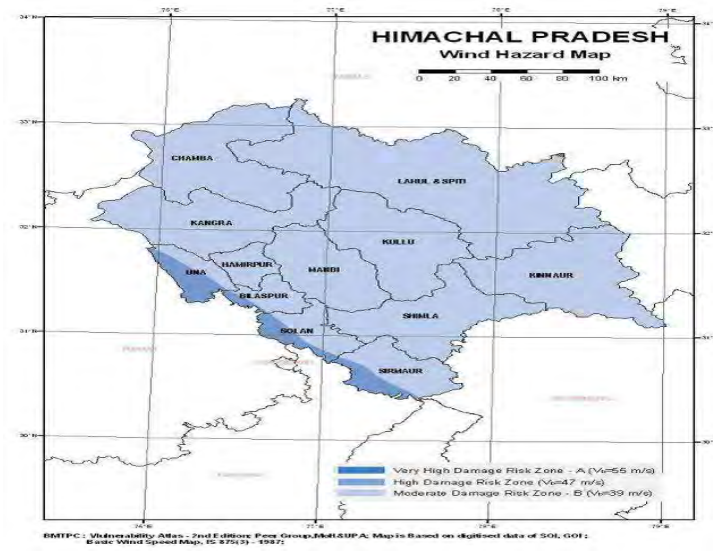 HIMACHAL PRADESH
Wind Hazard Map
0 20 40 60 80 100 km
CHAMBA
LAHUL & SPITI
KANGRA
KULLU
HAMIRPUR
UNA
MANDI
KINNAUR
BILASPUR
SHIMLA
SOLAN
SIRMAUR
Very High Damage Risk Zone - A (Vb=55 m/s)
High Damage Risk Zone (Vb=47 m/s)
Moderate Damage Risk Zone - B (Vb=39 m/s)
BMTPC : Vulnerability Atlas - 2nd Edition; Peer Group,MoH&UPA; Map is Based on digitised data of SOI, GOI ;
Basic Wind Speed Map, IS 875(3) - 1987;